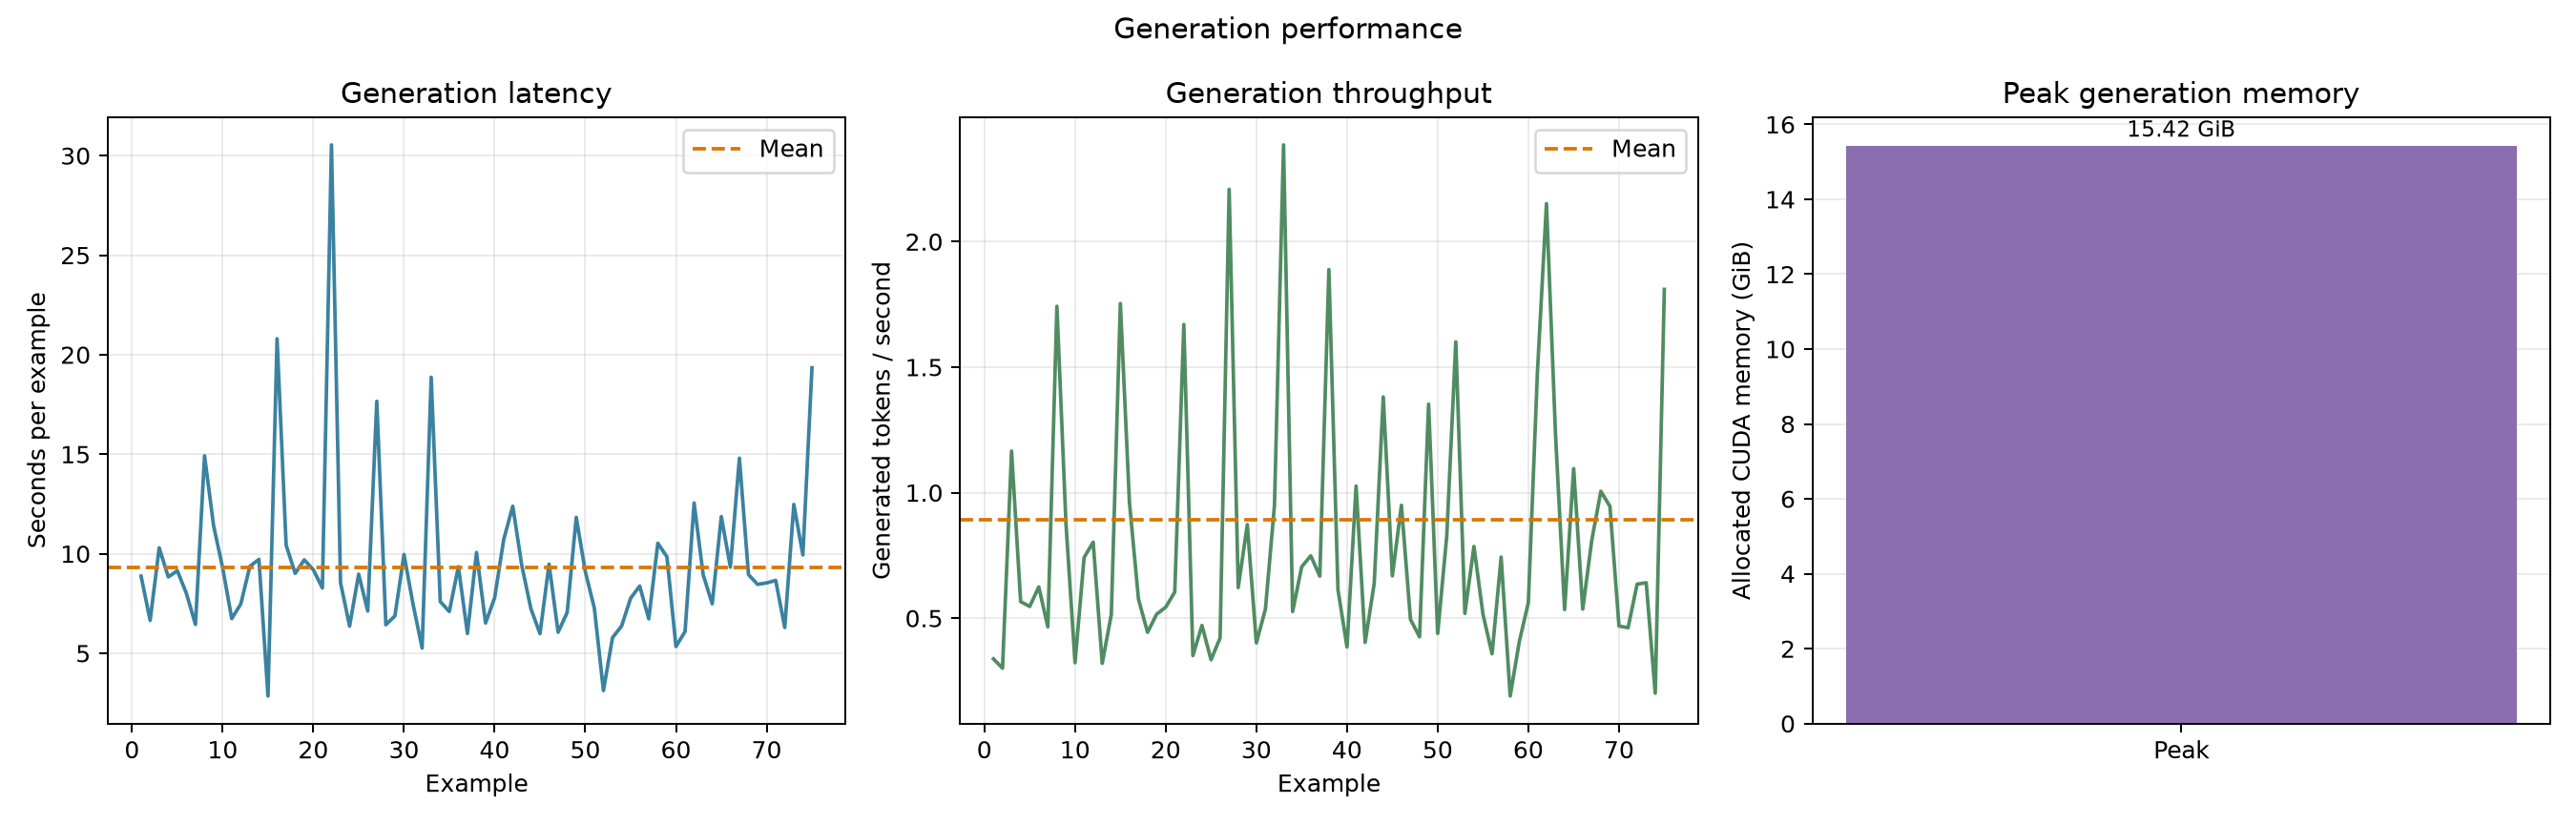 Generation performance
Generation latency
Seconds per example
30
25
20
15
10
5
0 10 20 30 40 50 60 70
Example
Mean
Generation throughput
Generated tokens / second
2.0
1.5
1.0
0.5
0 10 20 30 40 50 60 70
Example
Mean
Peak generation memory
Allocated CUDA memory (GiB)
16
14
12
10
8
6
4
2
0
15.42 GiB
Peak